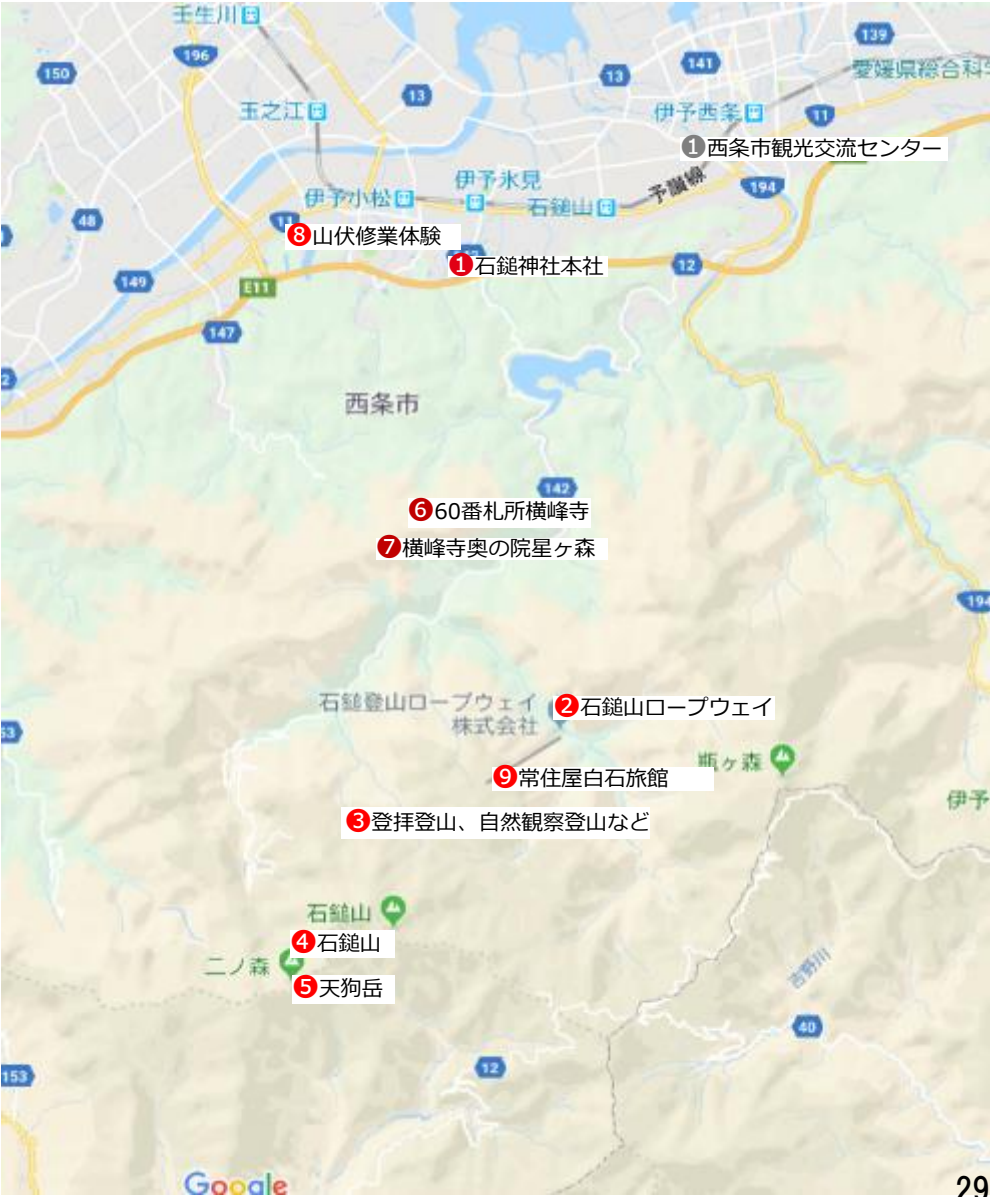 壬生川
139
196
141
150
13
愛媛県総合科学
13
玉之江
伊予西条
11
❶西条市観光交流センター
伊予氷見
予讃線
194
伊予小松
石鎚山
48
11
❽山伏修業体験
❶石鎚神社本社
12
149
E11
147
西条市
142
❻60番札所横峰寺
❼横峰寺奥の院星ヶ森
194
石鎚登山ロープウェイ
株式会社
❷石鎚山ロープウェイ
瓶ヶ森
❾常住屋白石旅館
伊予
❸登拝登山、自然観察登山など
石鎚山
❹石鎚山
二ノ森
❺天狗岳
吉野川
40
12
153
Google
29